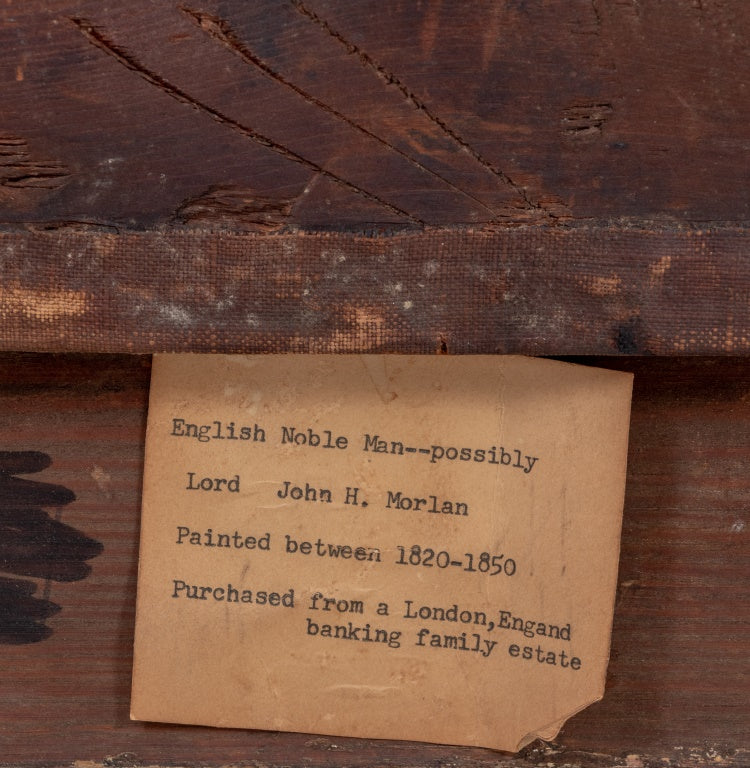 English Noble Man--possibly
Lord John H. Morlan
Painted between 1820-1850
Purchased from a London,Engand
banking family estate